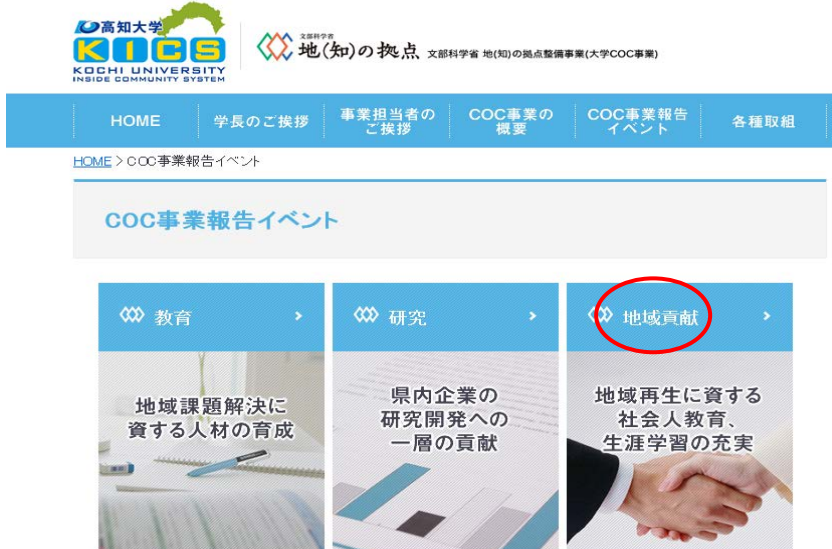 高知大学
KICS
KOCHI UNIVERSITY
INSIDE COMMUNITY SYSTEM
文部科学省
地(知)の拠点 文部科学省 地(知)の拠点整備事業(大学COC事業)
HOME
学長のご挨拶
事業担当者の
ご挨拶
COC事業の
概要
COC事業報告
イベント
各種取組
HOME > COC事業報告イベント
COC事業報告イベント
教育
研究
地域貢献
地域課題解決に
資する人材の育成
県内企業の
研究開発への
一層の貢献
地域再生に資する
社会人教育、
生涯学習の充実